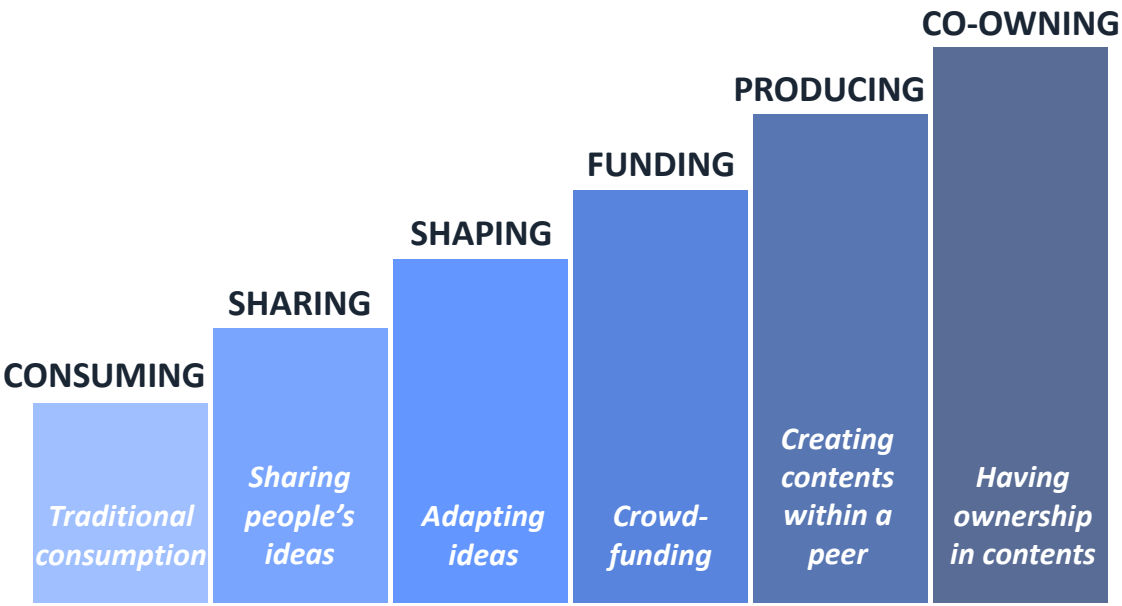 CO-OWNING
PRODUCING
FUNDING
SHAPING
SHARING
CONSUMING
Traditional
consumption
Sharing
people’s
ideas
Adapting
ideas
Crowd-
funding
Creating
contents
within a
peer
Having
ownership
in contents